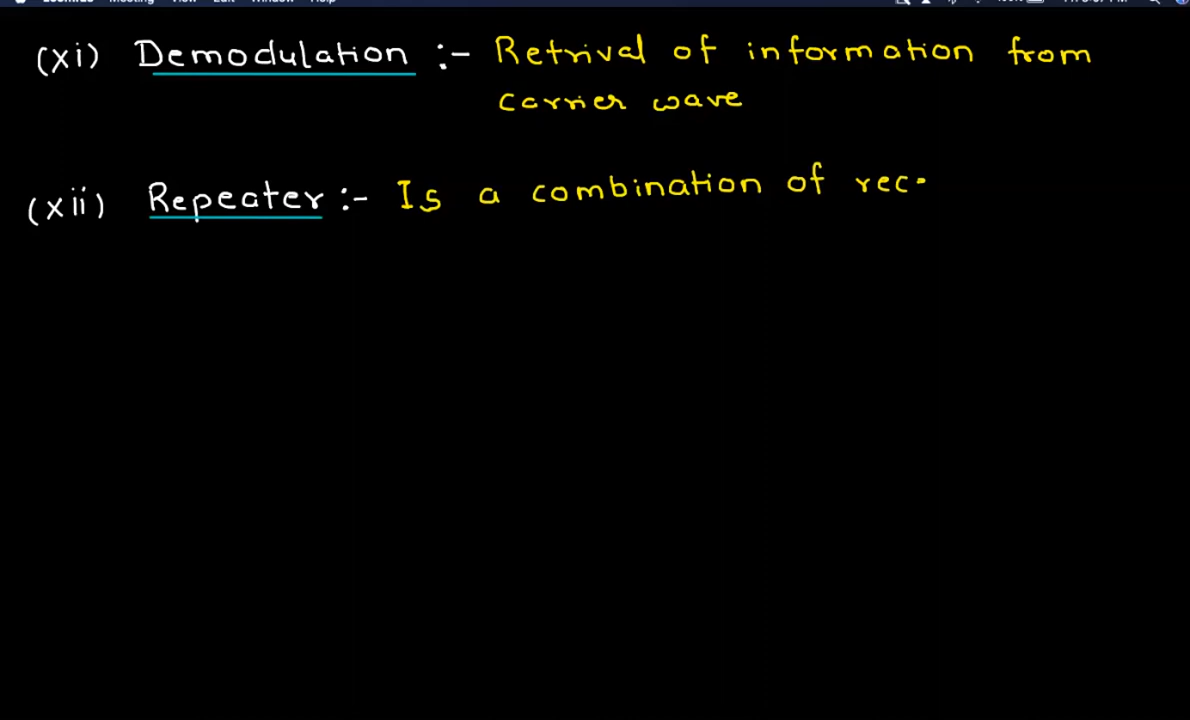 (xi) Demodulation :- Retrival of information from
carrier wave
(xii) Repeater :- Is a combination of rec